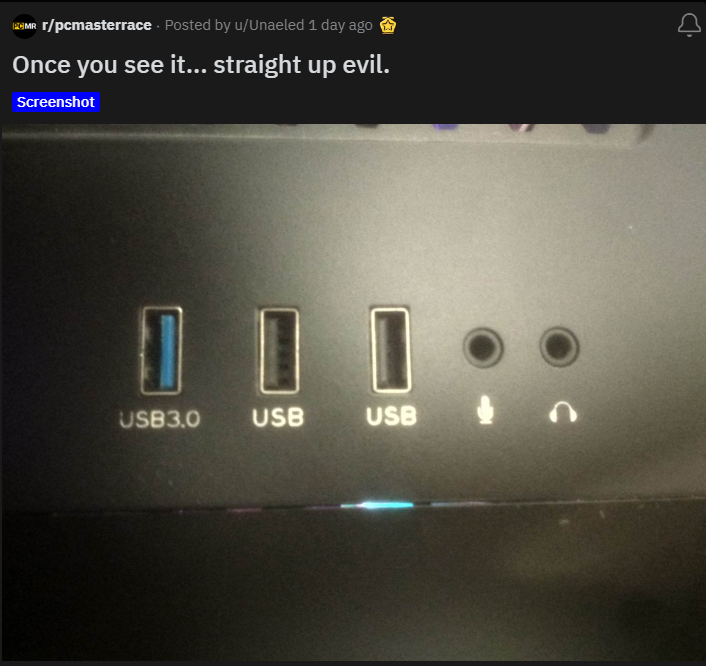 PCMR r/pcmasterrace · Posted by u/Unaeled 1 day ago
Once you see it... straight up evil.
Screenshot
USB3.0 USB USB